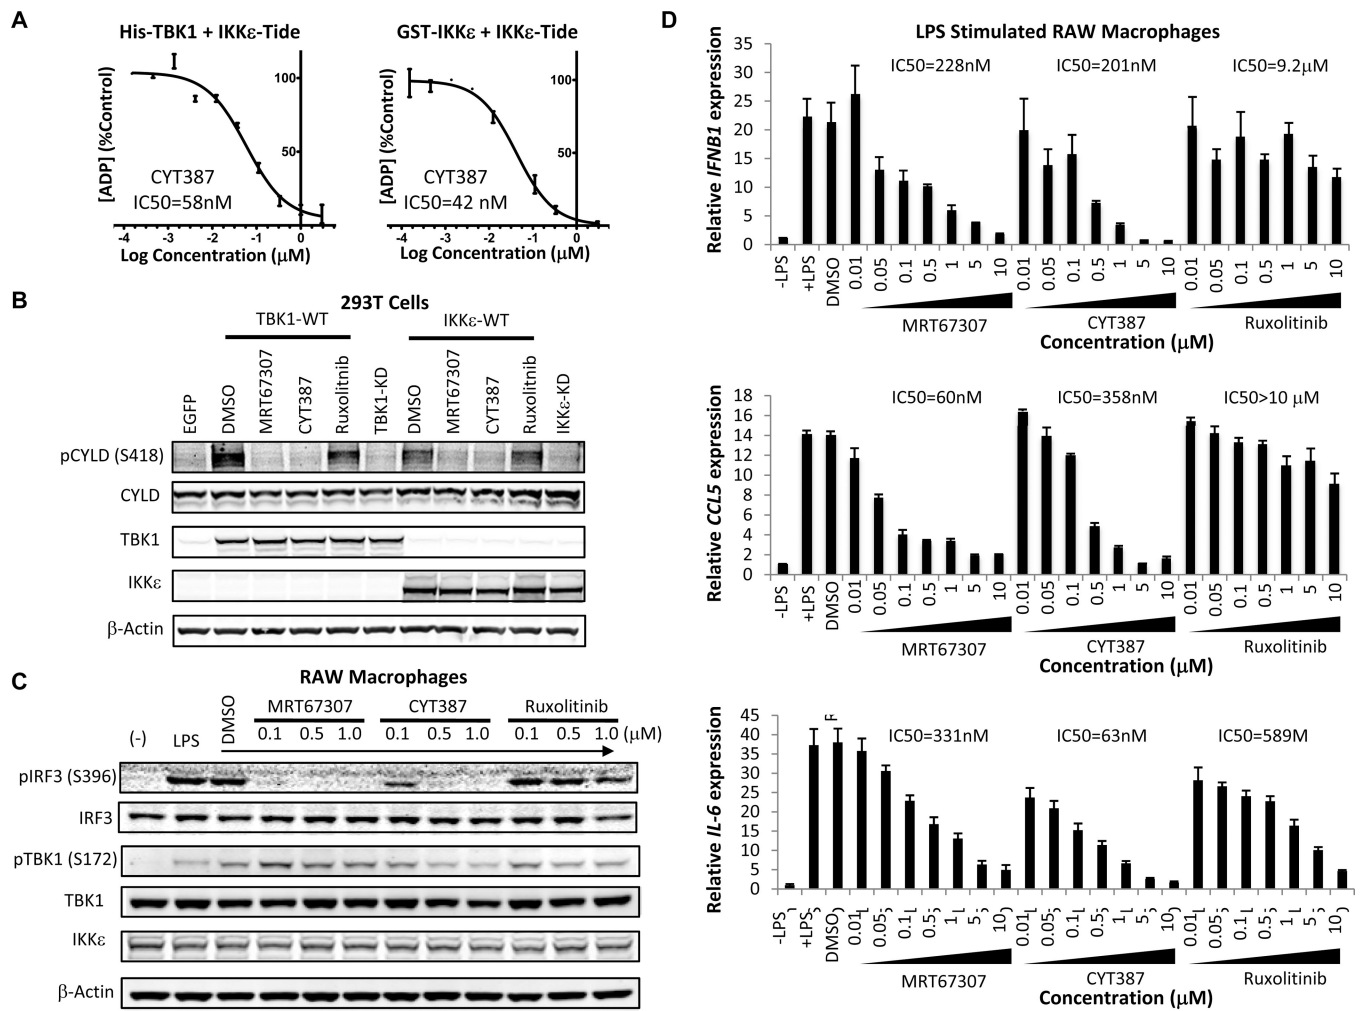 A
His-TBK1 + IKKε-Tide
GST-IKKε + IKKε-Tide
[ADP] (%Control)
100
50
CYT387
IC50=58nM
-4 -3 -2 -1 0
Log Concentration (μM)
[ADP] (%Control)
100
50
CYT387
IC50=42 nM
-4 -3 -2 -1 0
Log Concentration (μM)
B
293T Cells
TBK1-WT IKKε-WT
EGFP DMSO MRT67307 CYT387 Ruxolitnib TBK1-KD DMSO MRT67307 CYT387 Ruxolitnib IKKε-KD
pCYLD (S418)
CYLD
TBK1
IKKε
β-Actin
C
RAW Macrophages
MRT67307 CYT387 Ruxolitinib
(-) LPS DMSO 0.1 0.5 1.0 0.1 0.5 1.0 0.1 0.5 1.0 (μM)
pIRF3 (S396)
IRF3
pTBK1 (S172)
TBK1
IKKε
β-Actin
D
LPS Stimulated RAW Macrophages
Relative IFNB1 expression
35
30
25
20
15
10
5
0
IC50=228nM IC50=201nM IC50=9.2μM
-LPS +LPS DMSO 0.01 0.05 0.1 0.5 1 5 10 0.01 0.05 0.1 0.5 1 5 10 0.01 0.05 0.1 0.5 1 5 10
MRT67307 CYT387 Ruxolitinib
Concentration (μM)
Relative CCL5 expression
18
16
14
12
10
8
6
4
2
0
IC50=60nM IC50=358nM IC50>10 μM
-LPS +LPS DMSO 0.01 0.05 0.1 0.5 1 5 10 0.01 0.05 0.1 0.5 1 5 10 0.01 0.05 0.1 0.5 1 5 10
MRT67307 CYT387 Ruxolitinib
Concentration (μM)
Relative IL-6 expression
45
40
35
30
25
20
15
10
5
0
IC50=331nM IC50=63nM IC50=589M
-LPS +LPS DMSO 0.01 0.05 0.1 0.5 1 5 10 0.01 0.05 0.1 0.5 1 5 10 0.01 0.05 0.1 0.5 1 5 10
MRT67307 CYT387 Ruxolitinib
Concentration (μM)